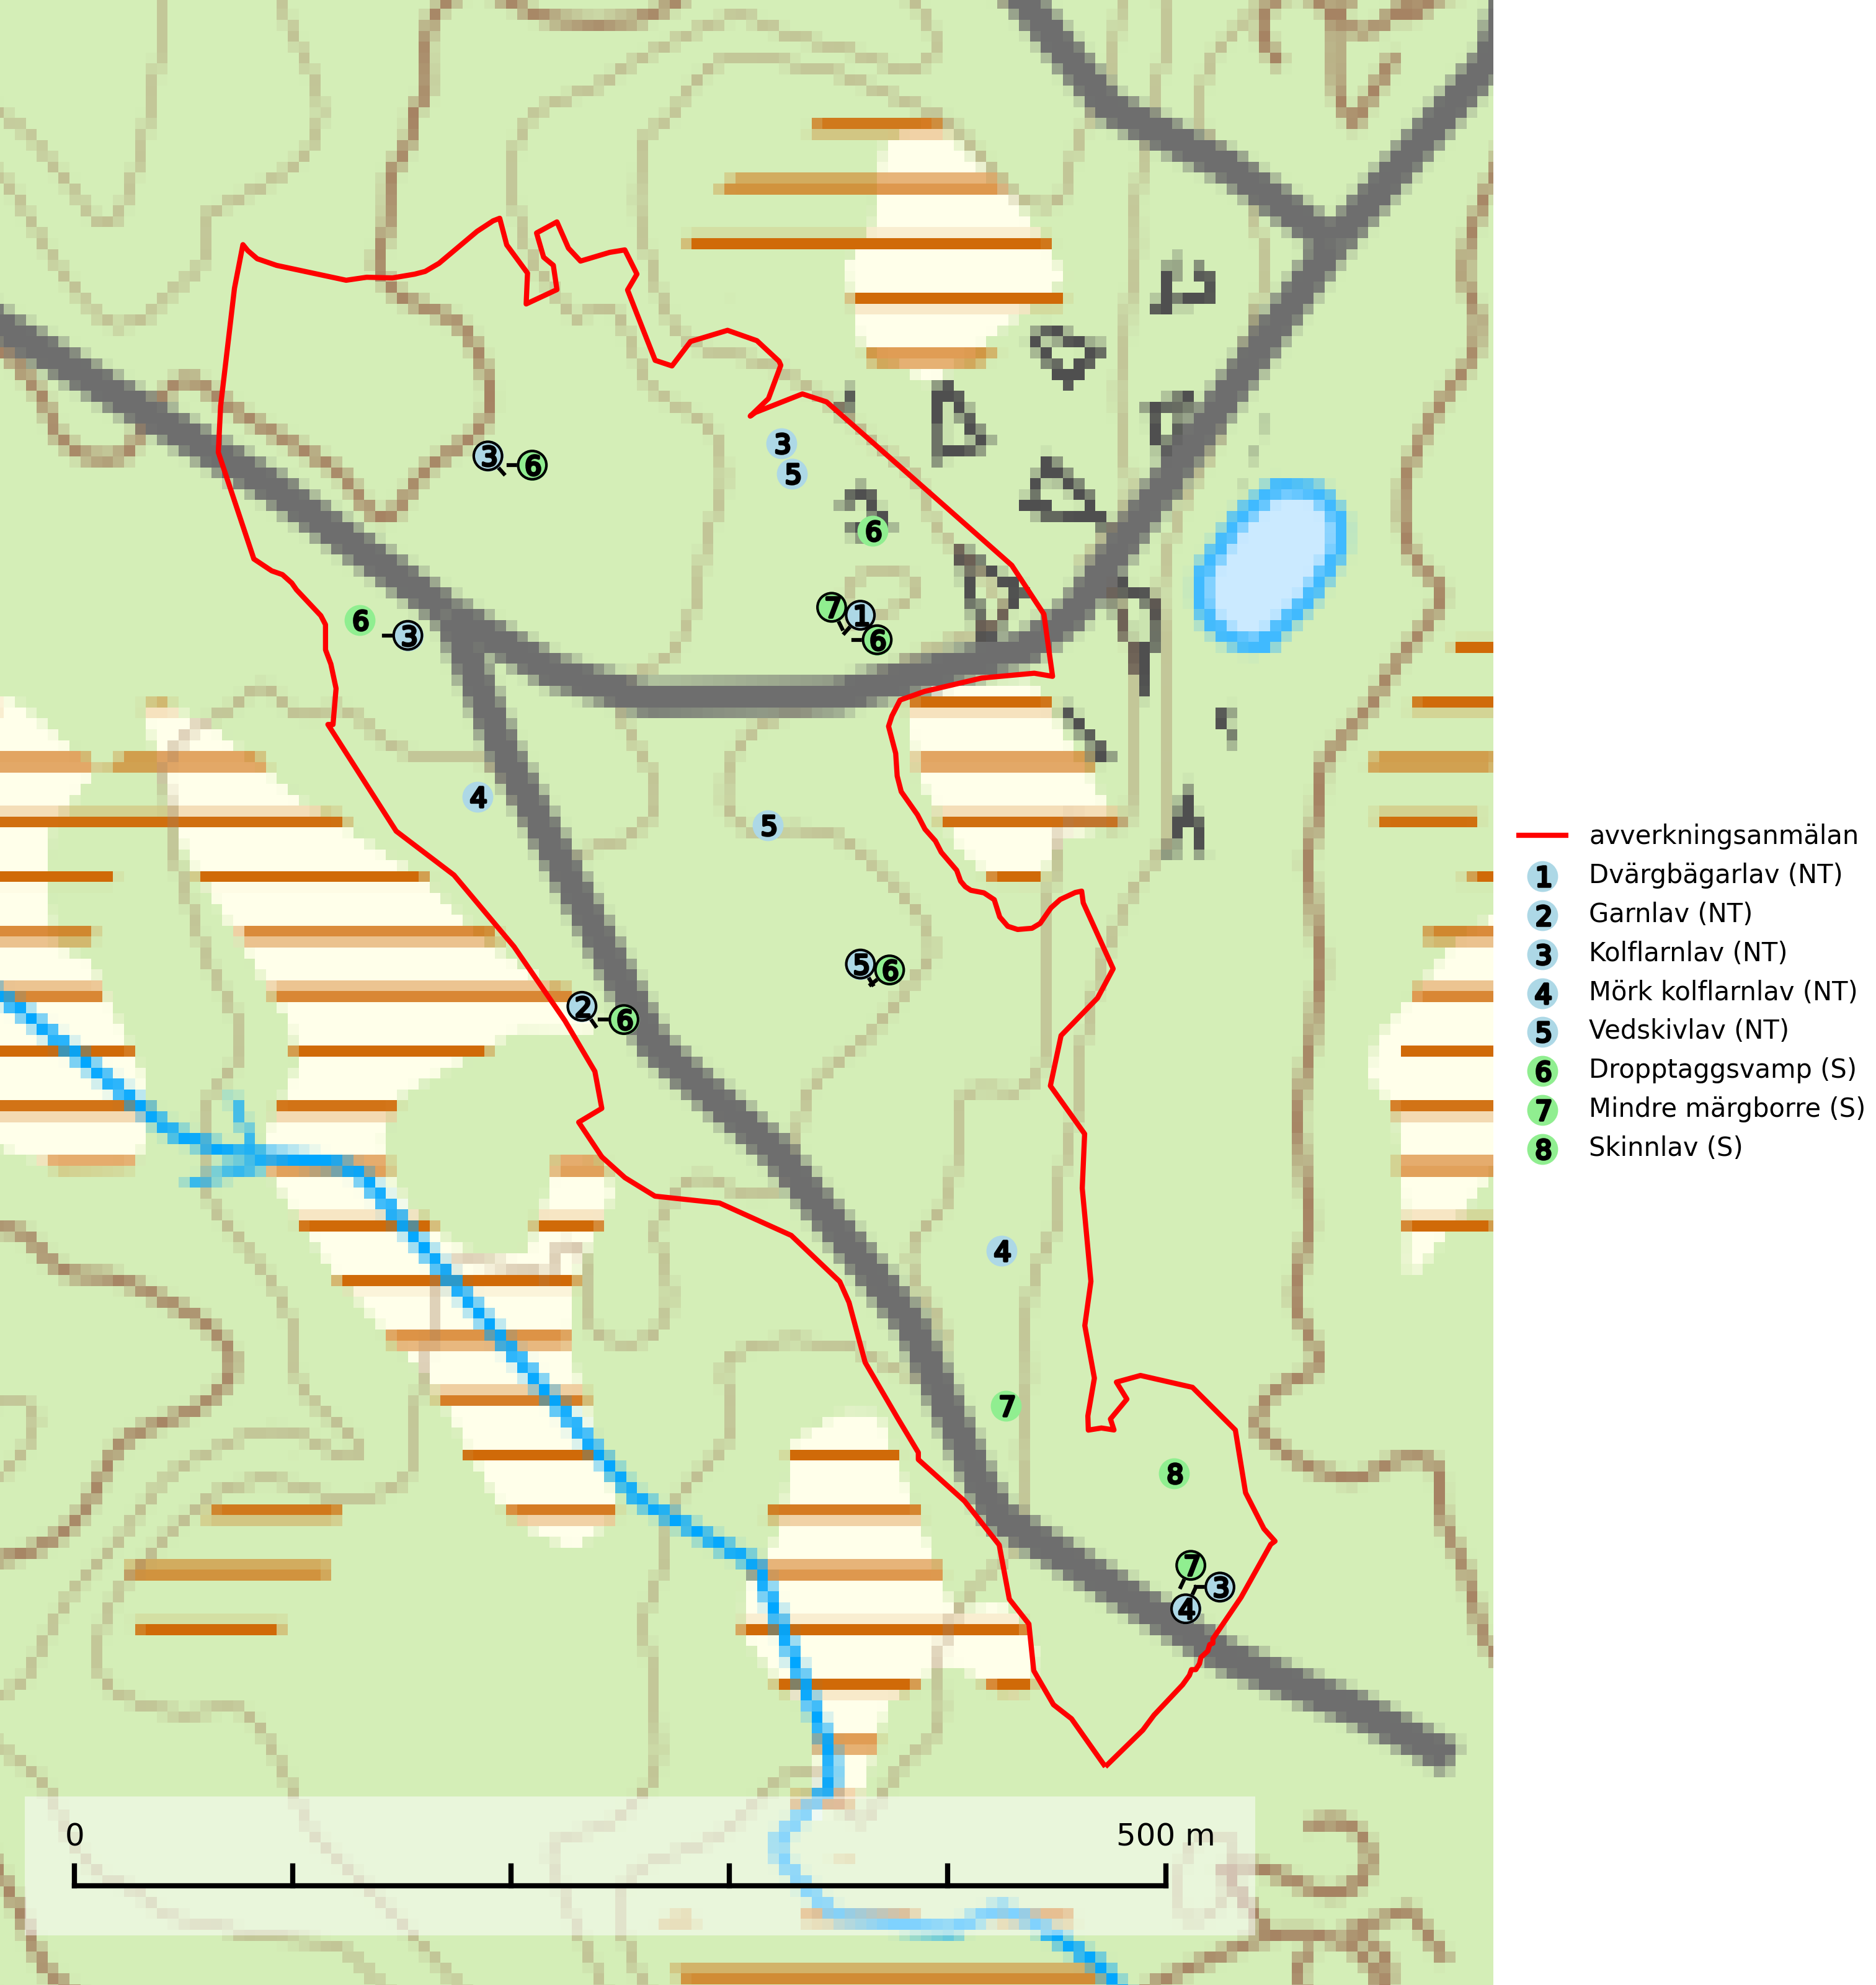 3
5
3
6
6
7
1
6
6
3
4
5
5
6
2
6
4
7
8
7
3
4
avverkningsanmälan
1 Dvärgbägarlav (NT)
2 Garnlav (NT)
3 Kolflarnlav (NT)
4 Mörk kolflarnlav (NT)
5 Vedskivlav (NT)
6 Dropptaggsvamp (S)
7 Mindre märgborre (S)
8 Skinnlav (S)
0 500 m